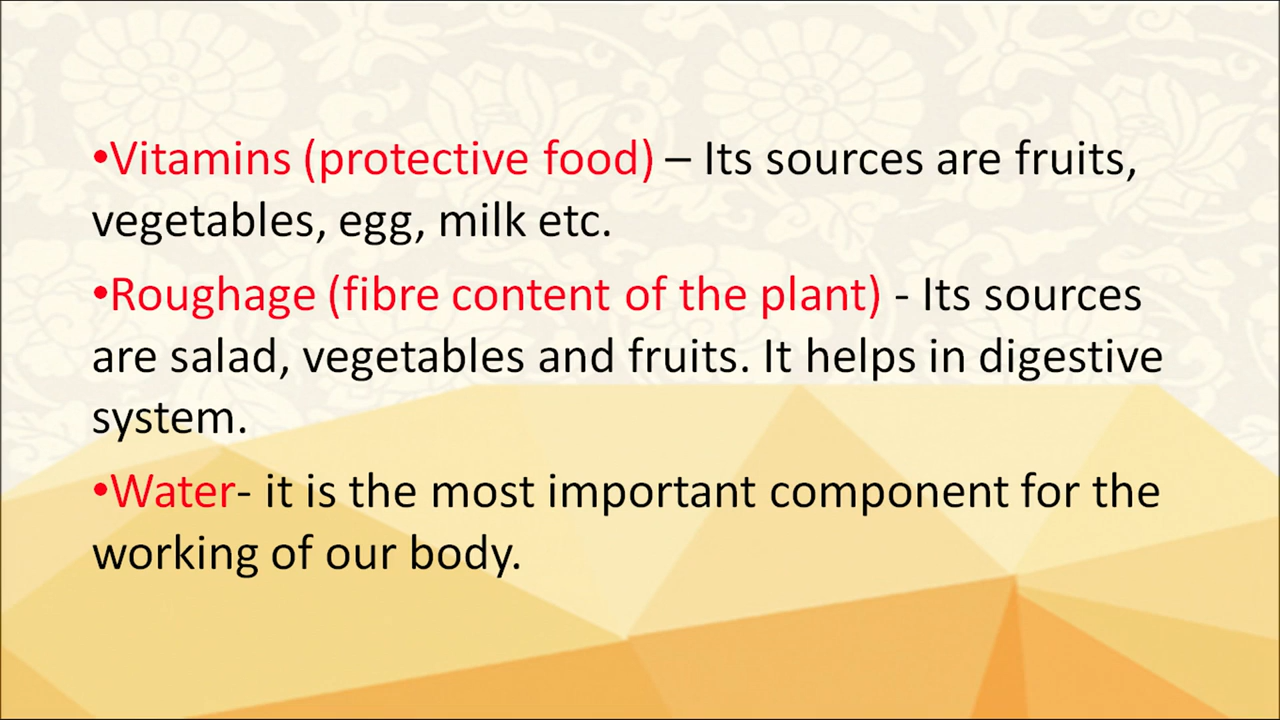 •Vitamins (protective food) – Its sources are fruits,
vegetables, egg, milk etc.
•Roughage (fibre content of the plant) - Its sources
are salad, vegetables and fruits. It helps in digestive
system.
•Water- it is the most important component for the
working of our body.